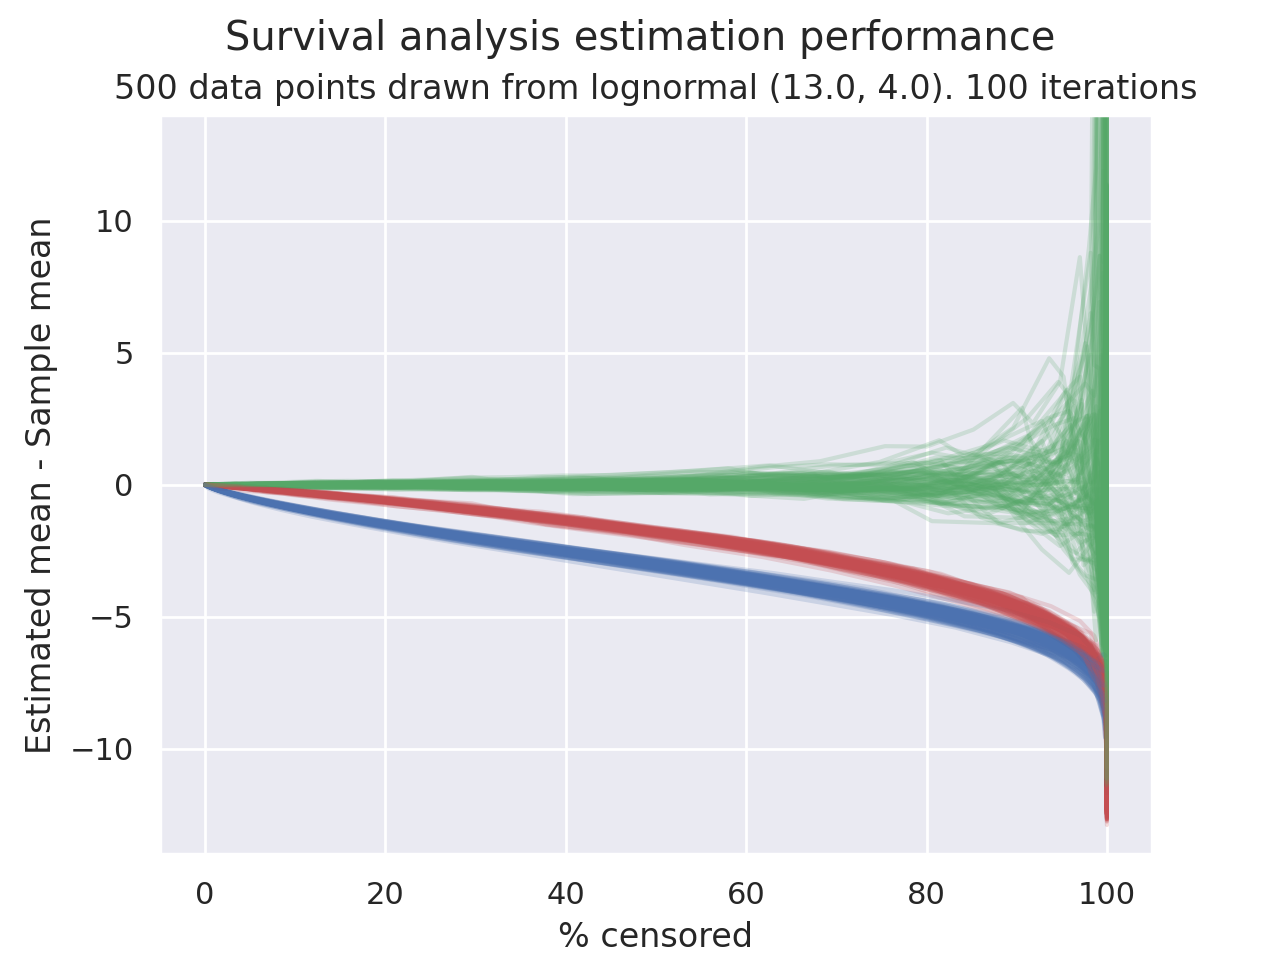 Survival analysis estimation performance
500 data points drawn from lognormal (13.0, 4.0). 100 iterations
Estimated mean - Sample mean
10
5
0
−5
−10
0 20 40 60 80 100
% censored